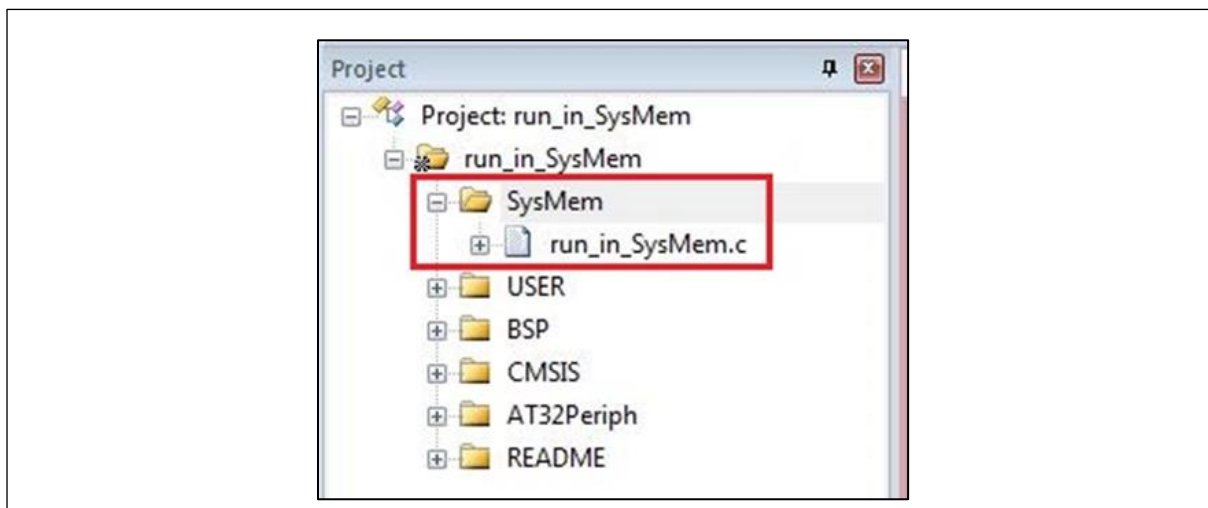 Project
Project: run_in_SysMem
run_in_SysMem
SysMem
run_in_SysMem.c
USER
BSP
CMSIS
AT32Periph
README